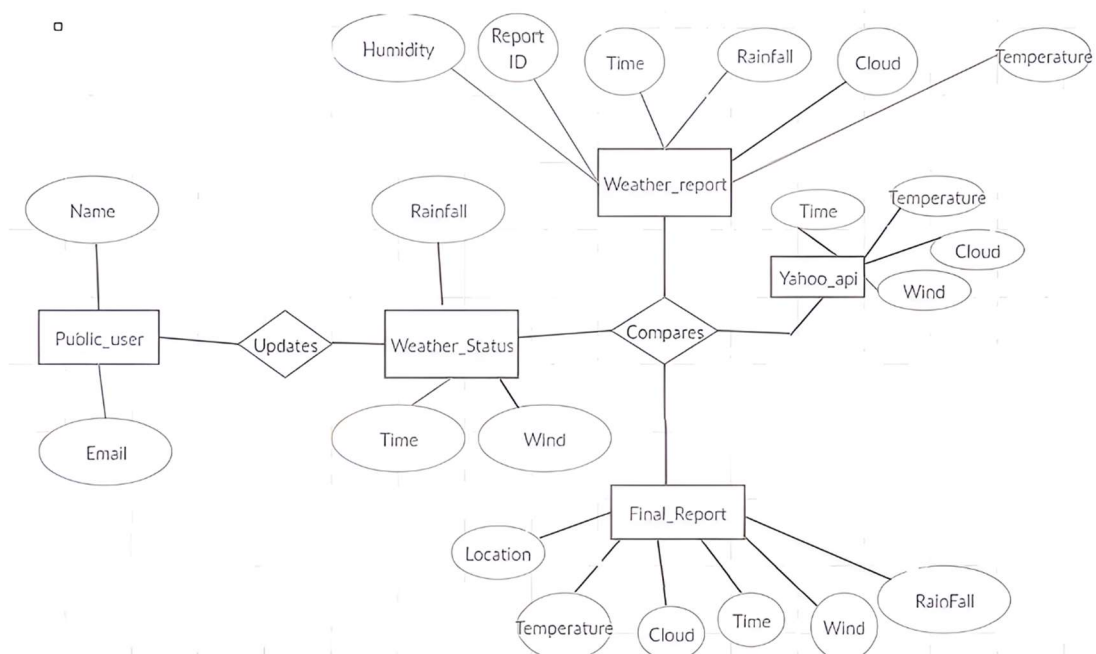 Humidity
Report
ID
Time
Rainfall
Cloud
Temperature
Weather_report
Name
Rainfall
Time
Temperature
Cloud
Yahoo_api
Wind
Public_user
Updates
Weather_Status
Compares
Email
Time
Wind
Final_Report
Location
Temperature
Cloud
Time
Wind
RainFall